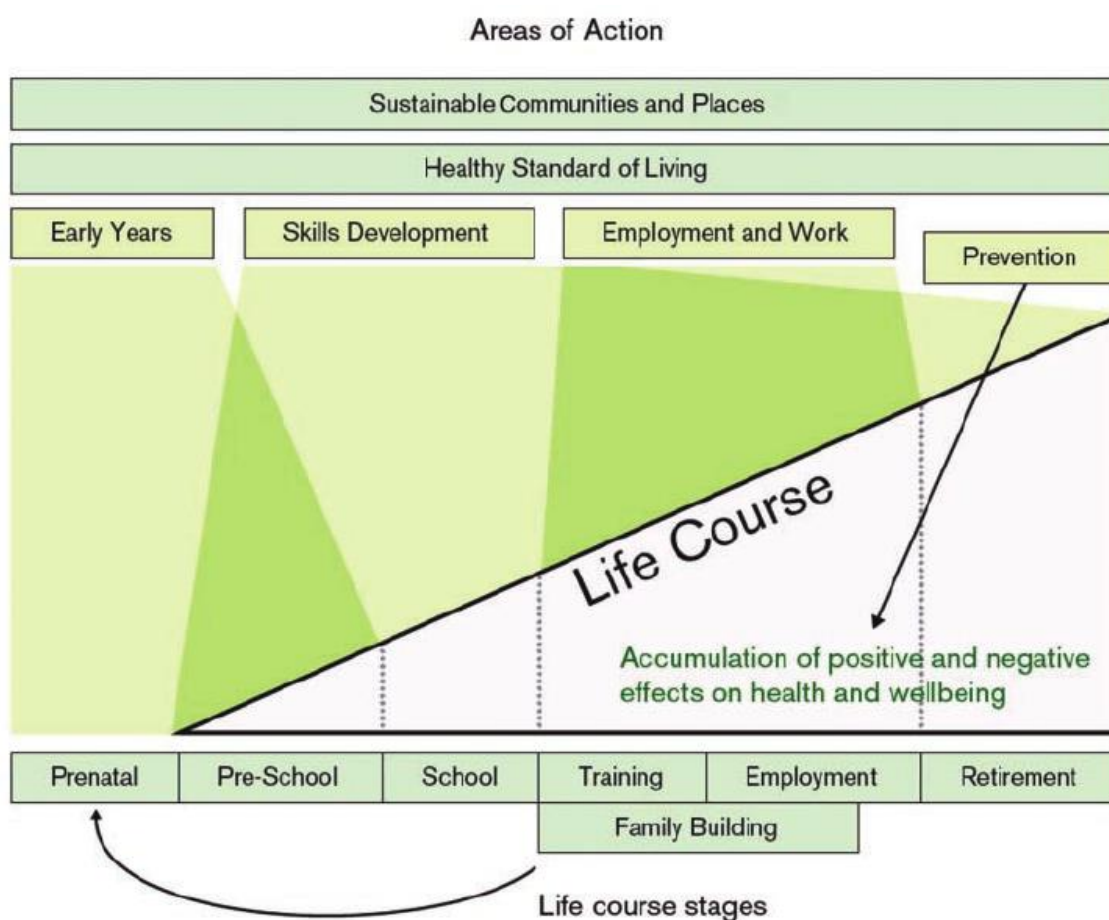 Areas of Action
Sustainable Communities and Places
Healthy Standard of Living
Early Years
Skills Development
Employment and Work
Prevention
Life Course
Accumulation of positive and negative
effects on health and wellbeing
Prenatal
Pre-School
School
Training
Employment
Retirement
Family Building
Life course stages